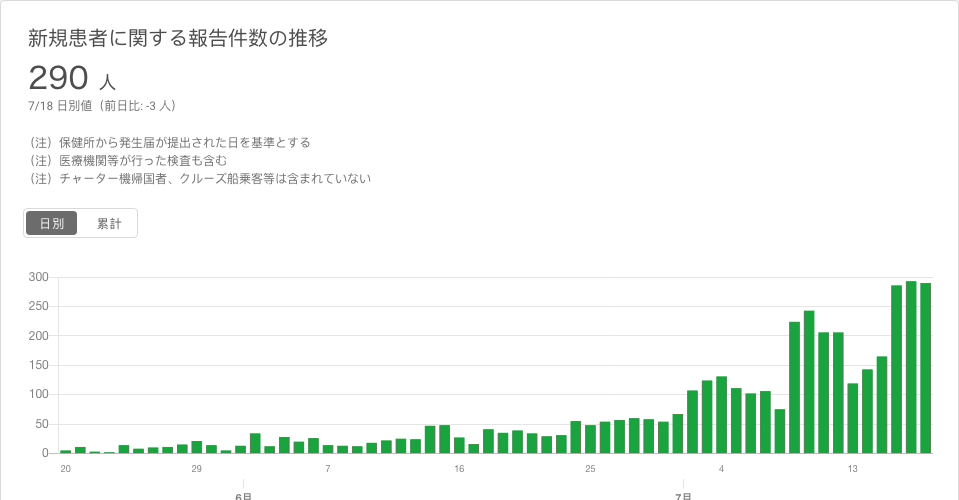 新規患者に関する報告件数の推移
290 人
7/18 日別値（前日比: -3 人）
（注）保健所から発生届が提出された日を基準とする
（注）医療機関等が行った検査も含む
（注）チャーター機帰国者、クルーズ船乗客等は含まれていない
日別 累計
300
250
200
150
100
50
0
20 29 7 16 25 4 13
6月 7月